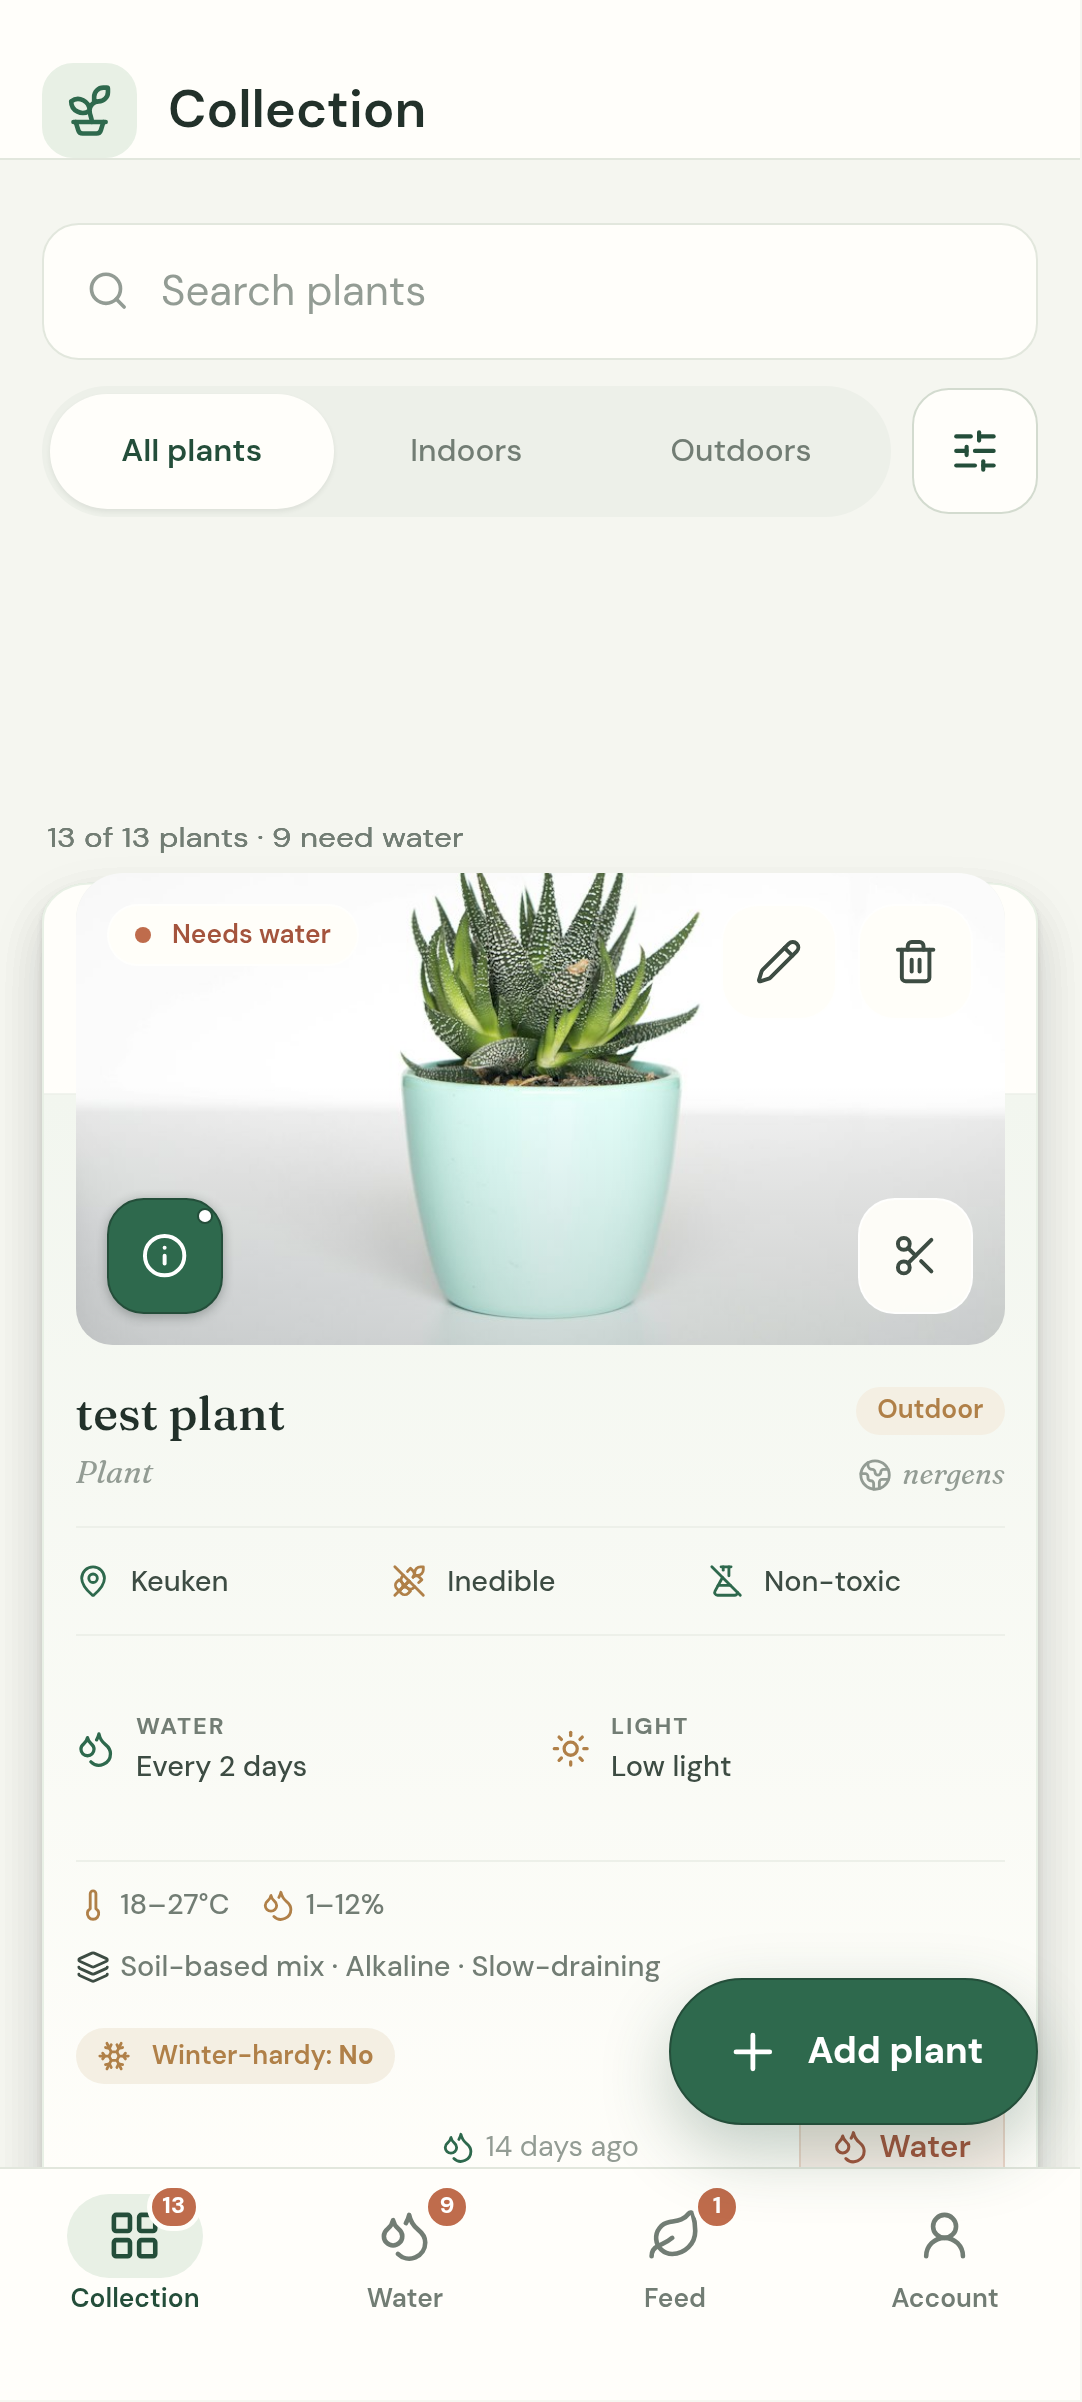 Collection
Search plants
All plants Indoors Outdoors
13 of 13 plants · 9 need water
Needs water
test plant
Outdoor
Plant
nergens
Keuken Inedible Non-toxic
WATER LIGHT
Every 2 days Low light
18–27°C 1–12%
Soil-based mix · Alkaline · Slow-draining
Winter-hardy: No
Add plant
14 days ago Water
13 9 1
Collection Water Feed Account